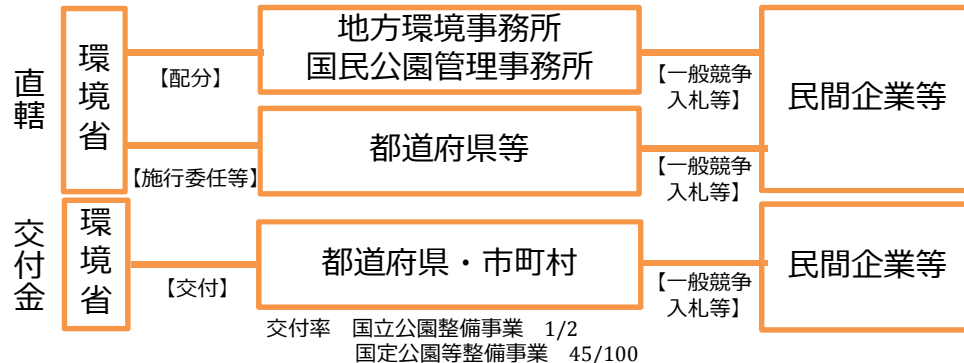 直轄
環境省
【配分】
地方環境事務所
国民公園管理事務所
【一般競争
入札等】
民間企業等
【施行委任等】
都道府県等
【一般競争
入札等】
交付金
環境省
【交付】
都道府県・市町村
【一般競争
入札等】
民間企業等
交付率　国立公園整備事業　1/2
国定公園等整備事業　45/100